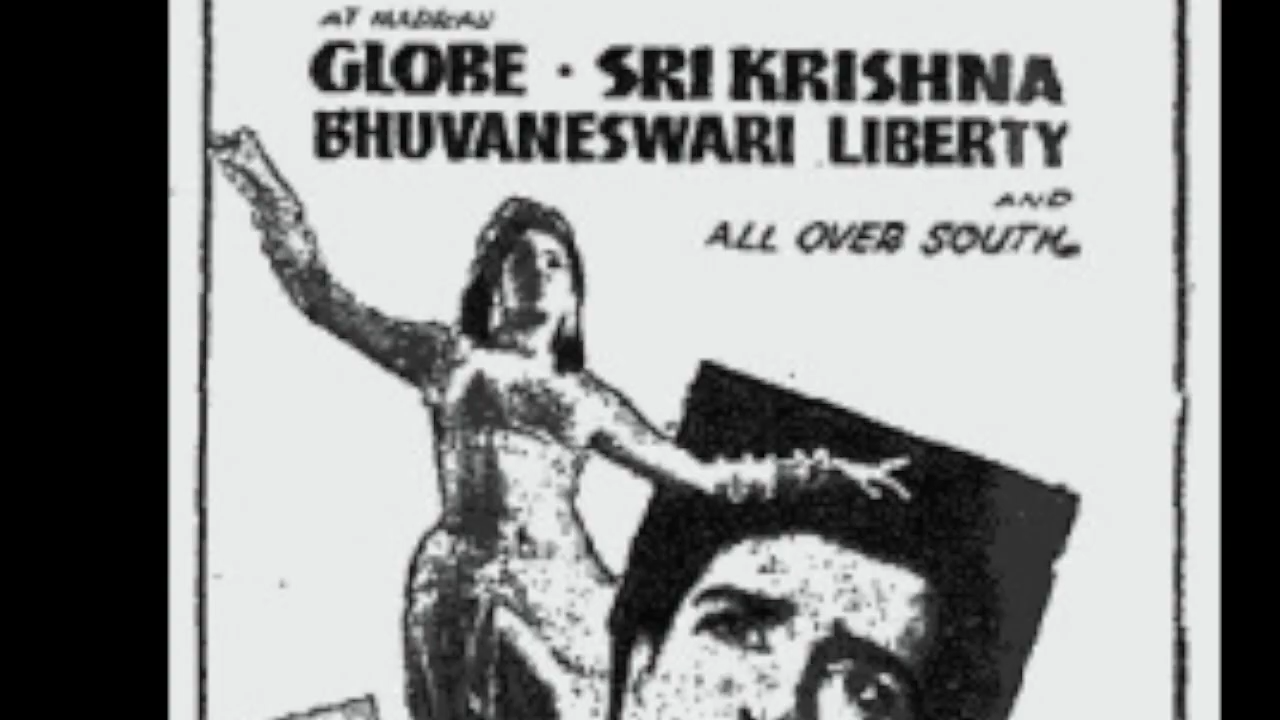 AT MADRAS
GLOBE · SRI KRISHNA
BHUVANESWARI LIBERTY
AND
ALL OVER SOUTH.